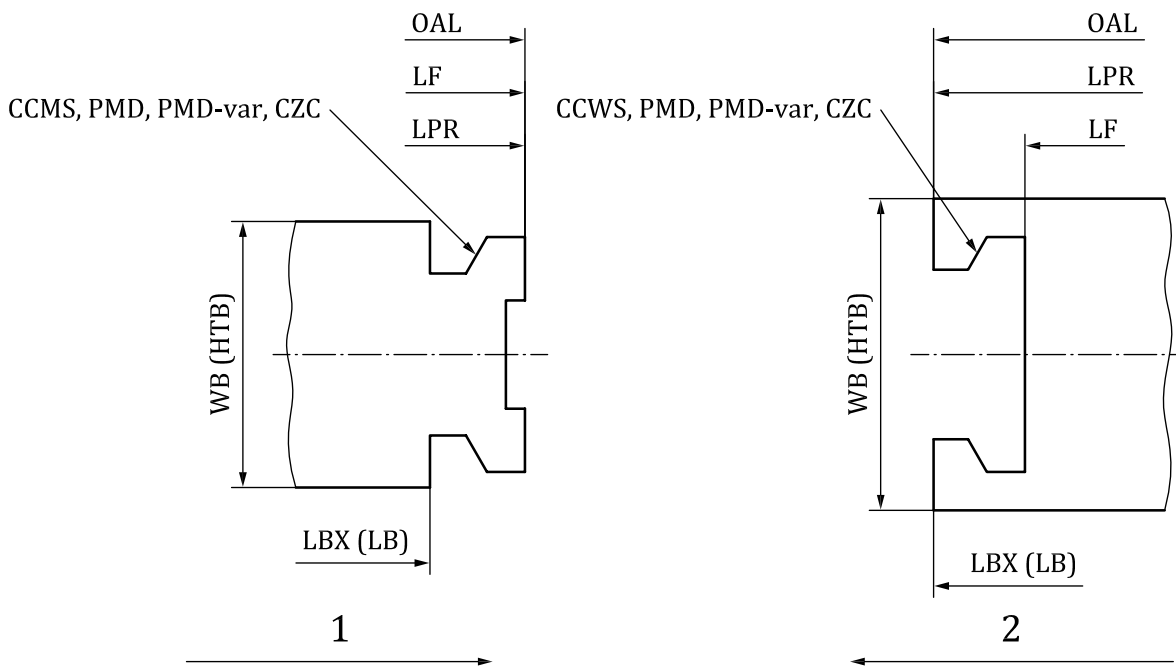 OAL
LF
CCMS, PMD, PMD-var, CZC
LPR
WB (HTB)
LBX (LB)
1
OAL
LPR
CCWS, PMD, PMD-var, CZC
LF
WB (HTB)
LBX (LB)
2